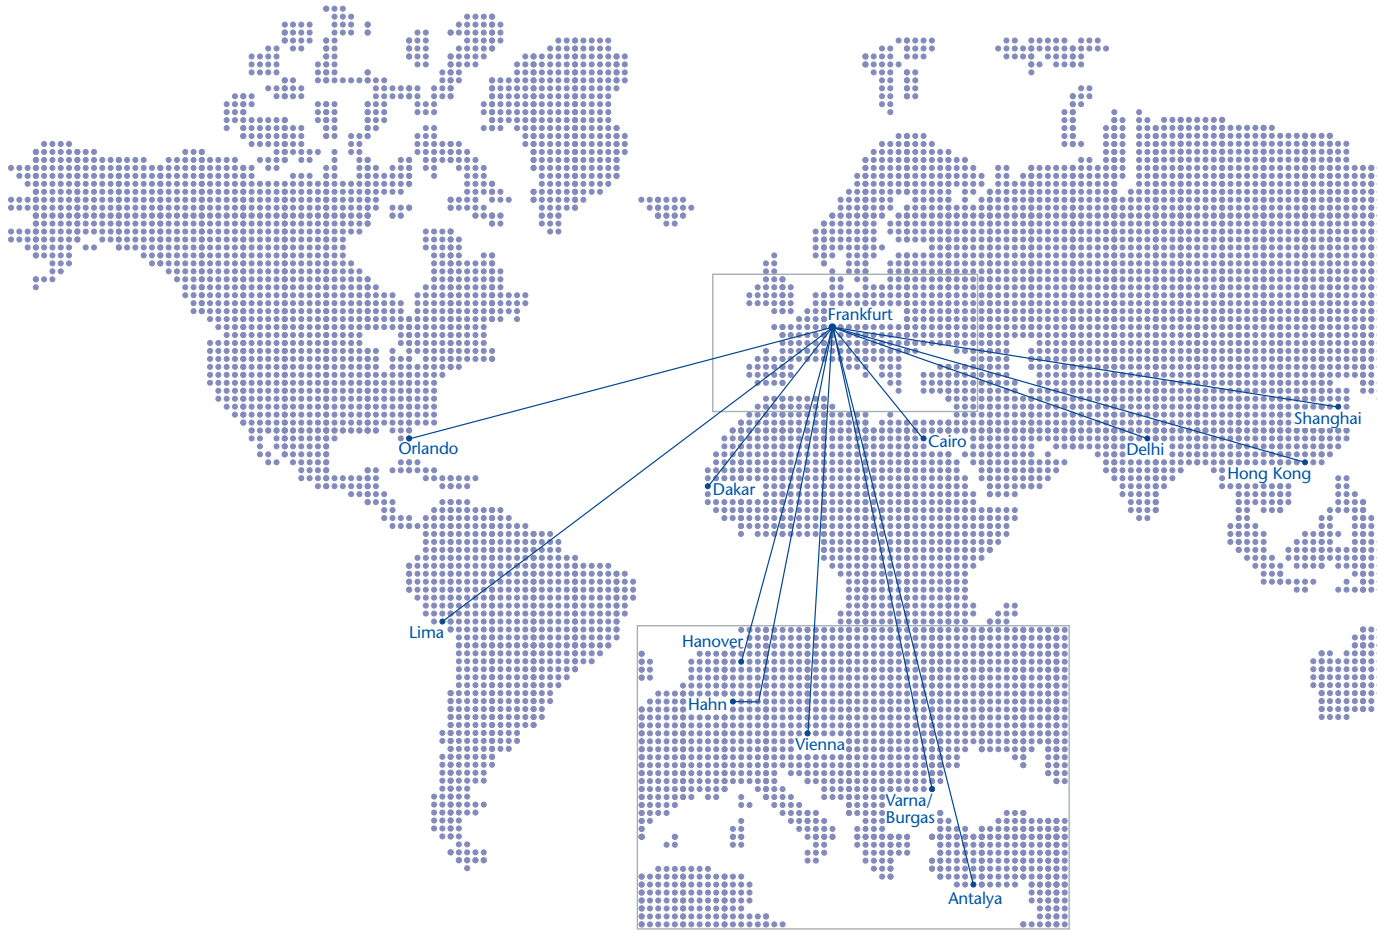 Frankfurt
Shanghai
Orlando
Cairo
Delhi
Hong Kong
Dakar
Lima
Hanover
Hahn
Vienna
Varna/
Burgas
Antalya